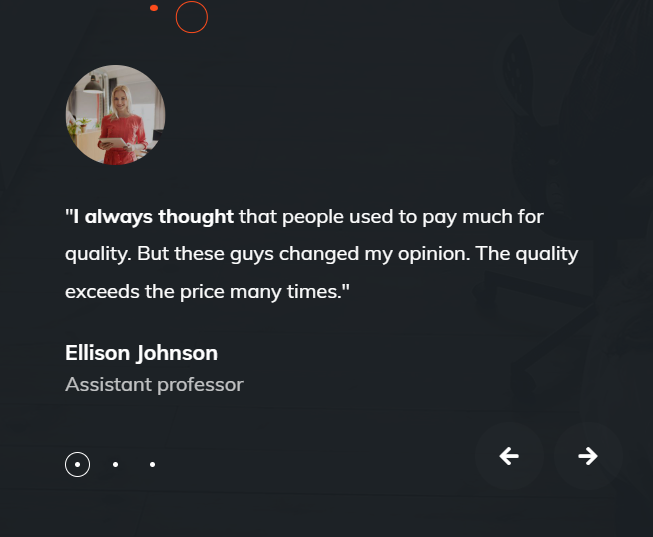 "I always thought that people used to pay much for
quality. But these guys changed my opinion. The quality
exceeds the price many times."
Ellison Johnson
Assistant professor